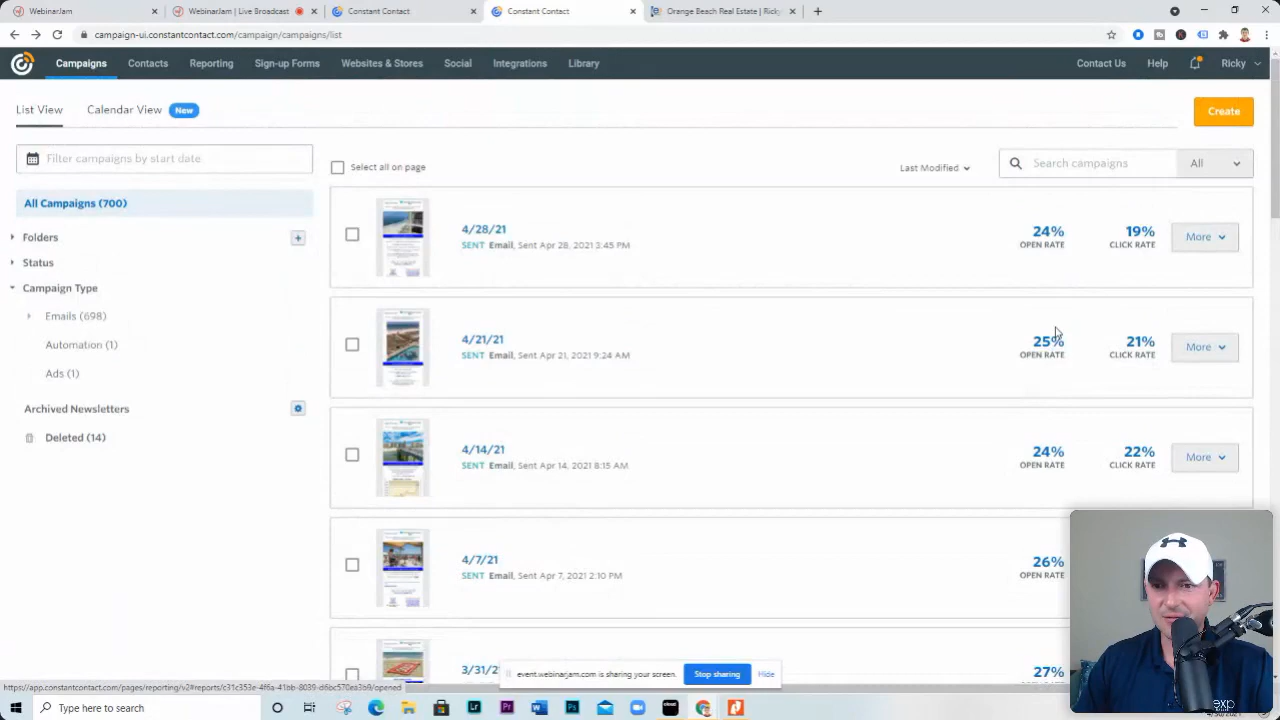 WebinarJam
WebinarJam | Live Broadcast
Constant Contact
Constant Contact
Orange Beach Real Estate | Ricky
campaign-ui.constantcontact.com/campaign/campaigns/list
Campaigns
Contacts
Reporting
Sign-up Forms
Websites & Stores
Social
Integrations
Library
Contact Us
Help
Ricky
List View
Calendar View
New
Create
Filter campaigns by start date
Select all on page
Last Modified
Search campaigns
All
All Campaigns (700)
Folders
Status
Campaign Type
Emails (698)
Automation (1)
Ads (1)
Archived Newsletters
Deleted (14)
4/28/21
SENT Email, Sent Apr 28, 2021 3:45 PM
24%
OPEN RATE
19%
CLICK RATE
More
4/21/21
SENT Email, Sent Apr 21, 2021 9:24 AM
25%
OPEN RATE
21%
CLICK RATE
More
4/14/21
SENT Email, Sent Apr 14, 2021 8:15 AM
24%
OPEN RATE
22%
CLICK RATE
More
4/7/21
SENT Email, Sent Apr 7, 2021 2:10 PM
26%
OPEN RATE
3/31/2
27%
event.webinarjam.com is sharing your screen.
Stop sharing
Hide
Type here to search
exp